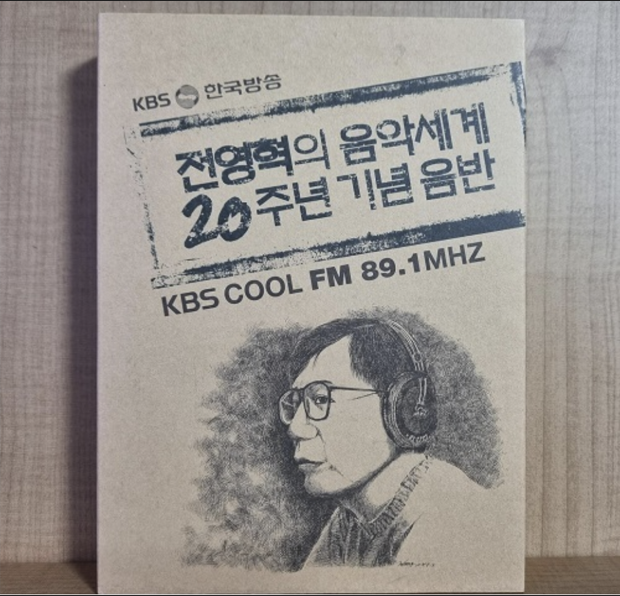 KBS 한국방송
전영혁의 음악세계
20주년 기념 음반
KBS COOL FM 89.1MHZ